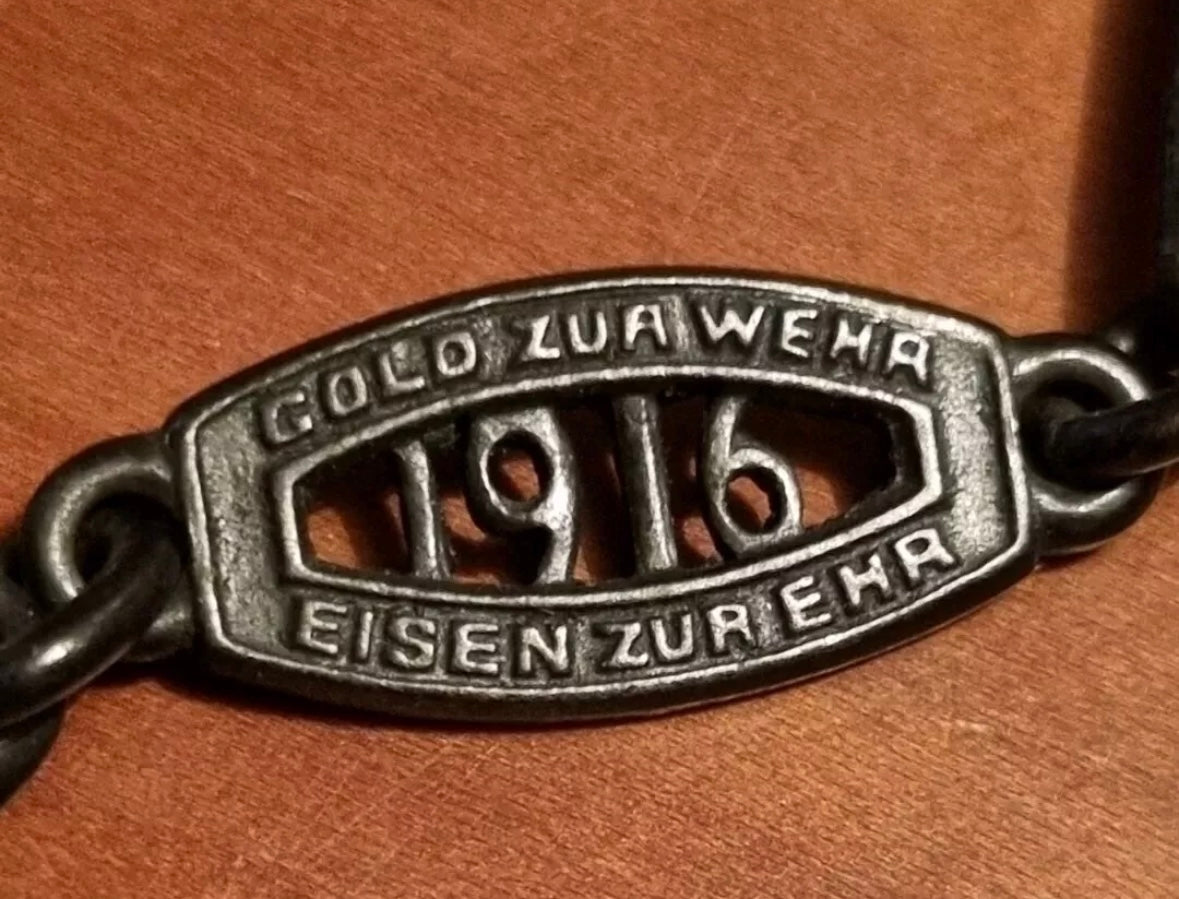 GOLD ZUR WEHR
1916
EISEN ZUR EHR